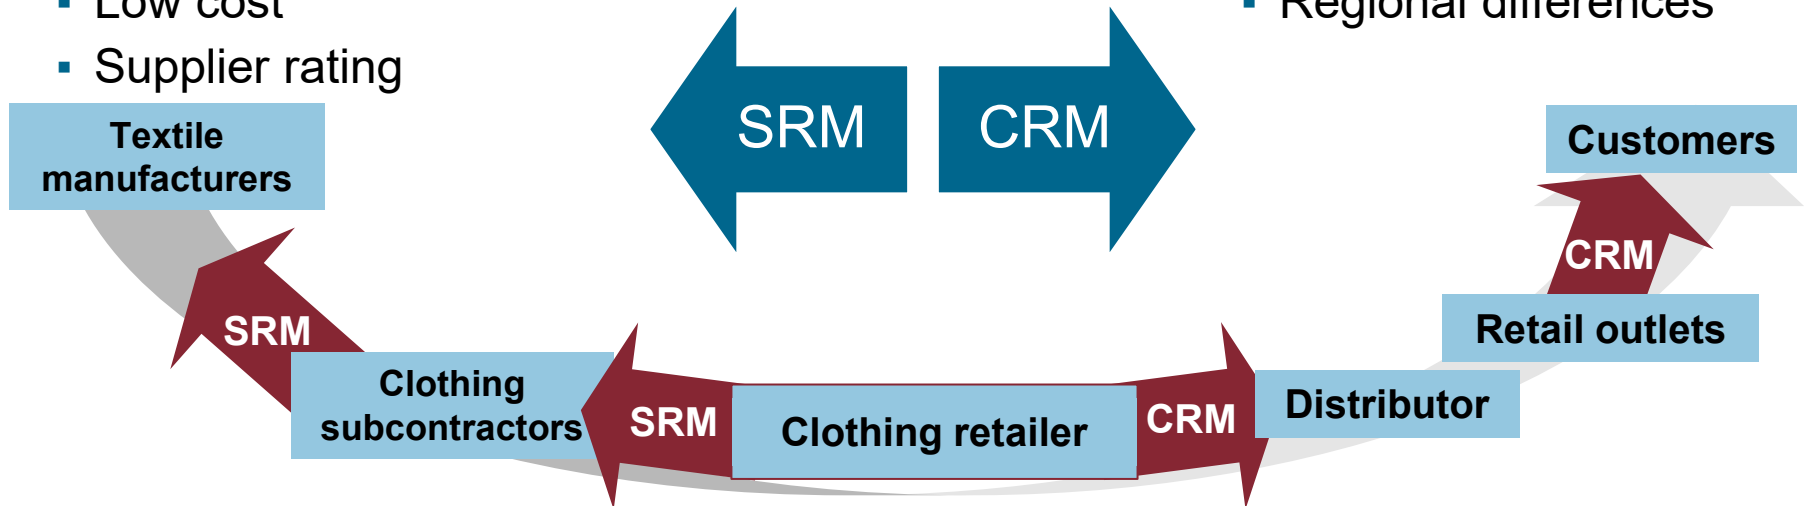 ▪ Low cost
▪ Supplier rating
▪ Regional differences
SRM
CRM
Textile
manufacturers
Customers
SRM
CRM
Retail outlets
Clothing
subcontractors
SRM
Clothing retailer
CRM
Distributor